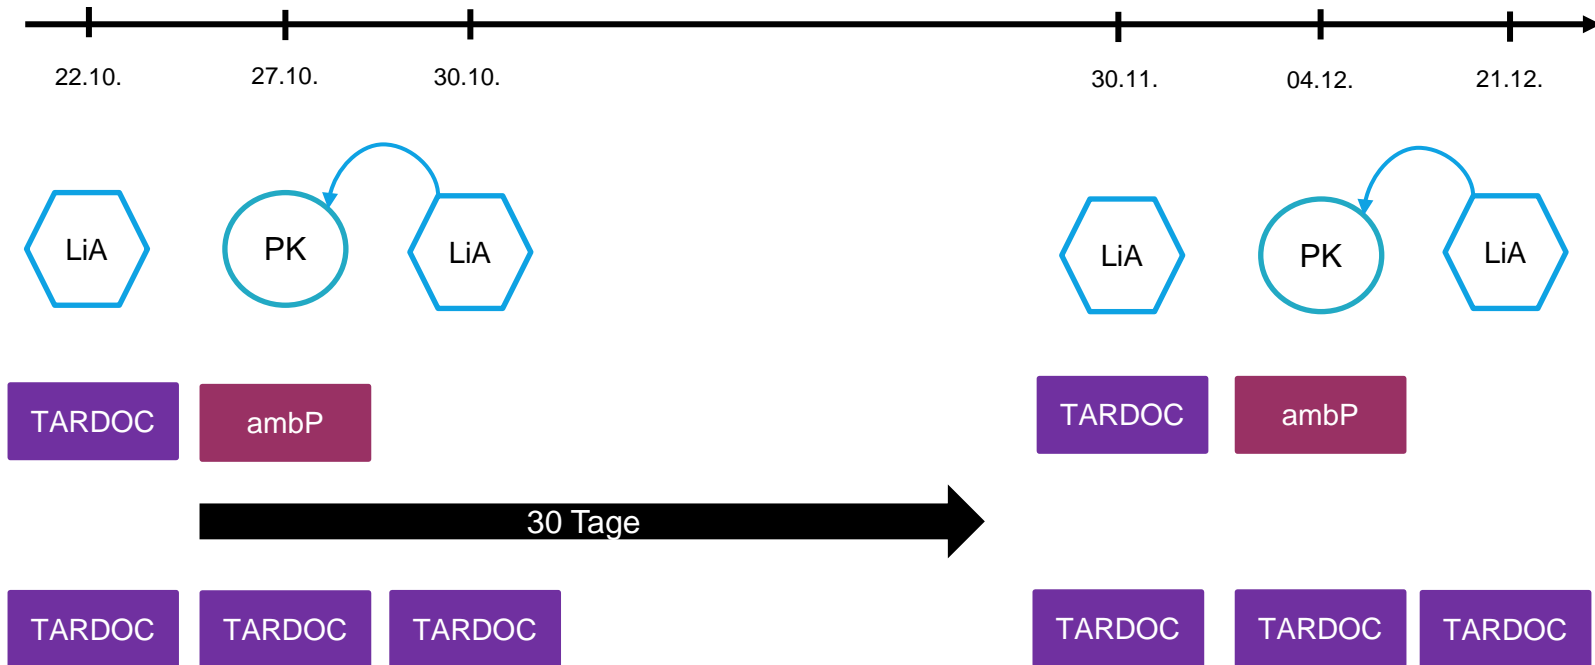 22.10. 27.10. 30.10. 30.11. 04.12. 21.12.
LiA PK LiA LiA PK LiA
TARDOC ambP TARDOC ambP
30 Tage
TARDOC TARDOC TARDOC TARDOC TARDOC TARDOC